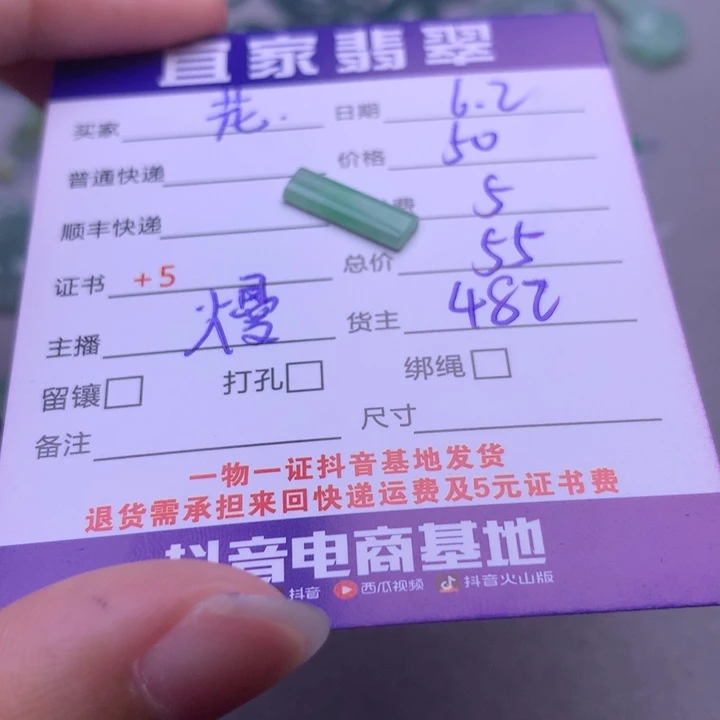 宜家翡翠
买家 花. 日期 6.2
普通快递 价格 50
顺丰快递 费 5
证书 +5 总价 55
主播 熳 货主 482
留镶 打孔 绑绳
备注 尺寸
一物一证抖音基地发货
退货需承担来回快递运费及5元证书费
抖音电商基地
抖音 西瓜视频 抖音火山版